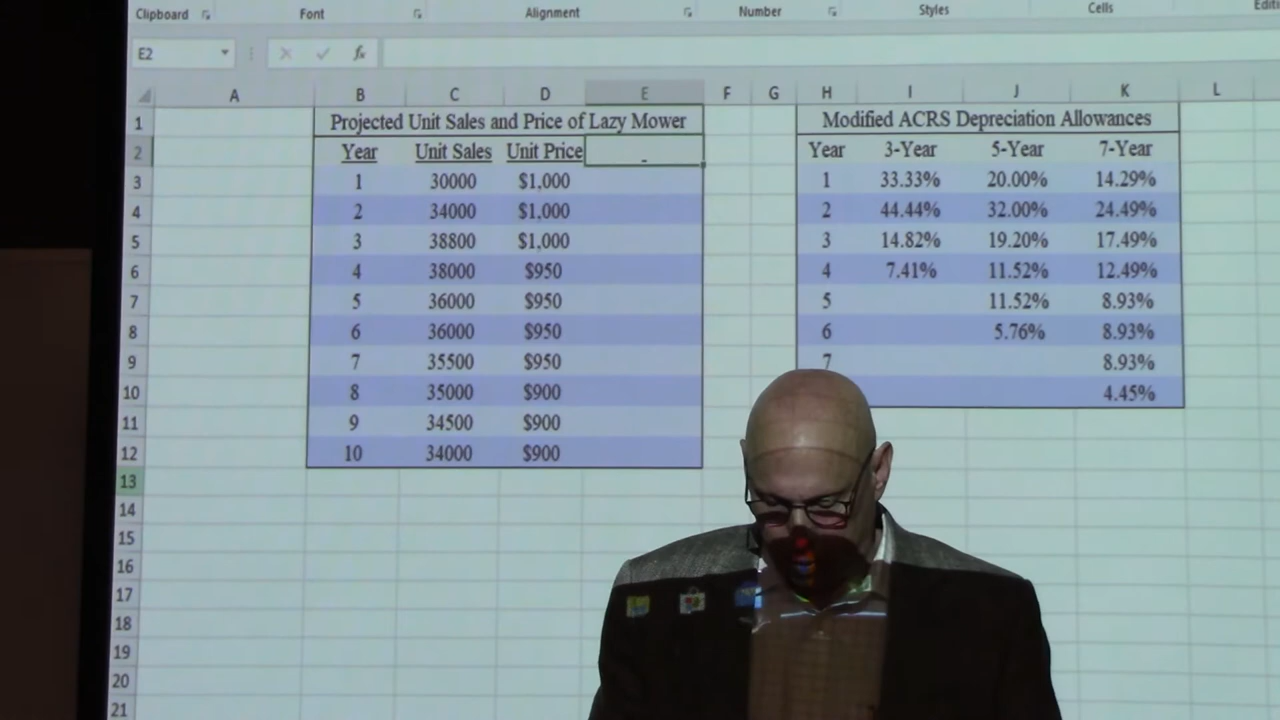 Clipboard Font Alignment Number Styles Cells
E2 fx
A B C D E F G H I J K L
1 Projected Unit Sales and Price of Lazy Mower Modified ACRS Depreciation Allowances
2 Year Unit Sales Unit Price - Year 3-Year 5-Year 7-Year
3 1 30000 $1,000 1 33.33% 20.00% 14.29%
4 2 34000 $1,000 2 44.44% 32.00% 24.49%
5 3 38800 $1,000 3 14.82% 19.20% 17.49%
6 4 38000 $950 4 7.41% 11.52% 12.49%
7 5 36000 $950 5 11.52% 8.93%
8 6 36000 $950 6 5.76% 8.93%
9 7 35500 $950 7 8.93%
10 8 35000 $900 4.45%
11 9 34500 $900
12 10 34000 $900
13
14
15
16
17
18
19
20
21